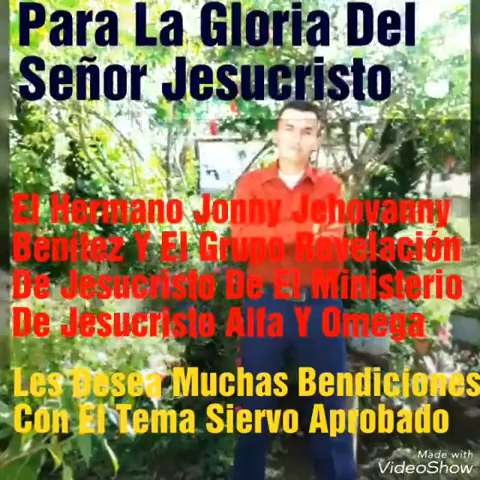 Para La Gloria Del
Señor Jesucristo
El Hermano Jonny Jehovanny
Benítez Y El Grupo Revelación
De Jesucristo De El Ministerio
De Jesucristo Alfa Y Omega
Les Desea Muchas Bendiciones
Con El Tema Siervo Aprobado
Made with
VideoShow